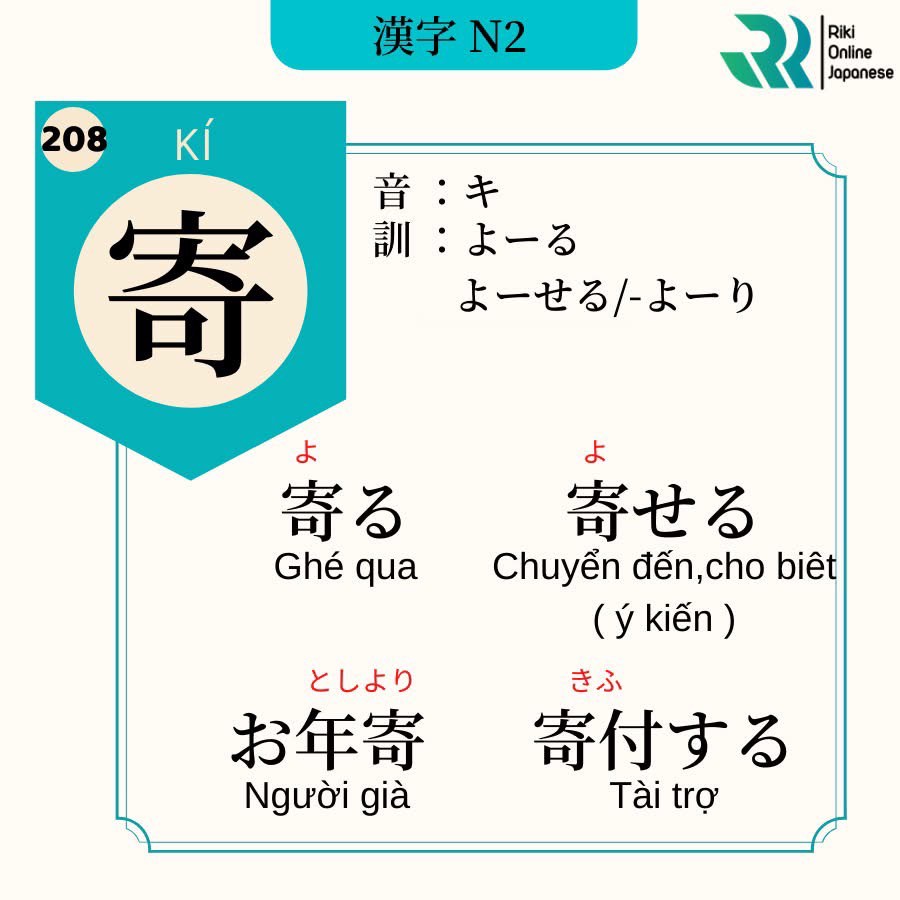 漢字 N2
Riki
Online
Japanese
208
KÍ
寄
音 ：キ
訓 ：よーる
よーせる/-よーり
よ
寄る
Ghé qua
よ
寄せる
Chuyển đến,cho biêt
( ý kiến )
としより
お年寄
Người già
きふ
寄付する
Tài trợ